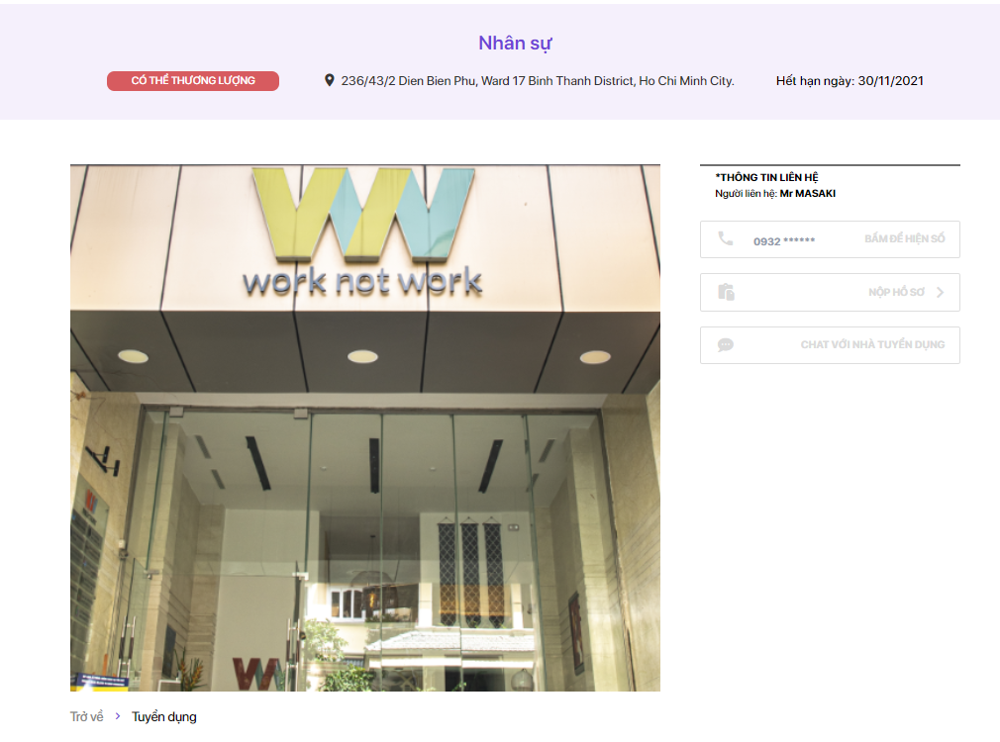 Nhân sự
CÓ THỂ THƯƠNG LƯỢNG
236/43/2 Dien Bien Phu, Ward 17 Binh Thanh District, Ho Chi Minh City.
Hết hạn ngày: 30/11/2021
W
work not work
*THÔNG TIN LIÊN HỆ
Người liên hệ: Mr MASAKI
0932 ******
BẤM ĐỂ HIỆN SỐ
NỘP HỒ SƠ
CHAT VỚI NHÀ TUYỂN DỤNG
Trở về > Tuyển dụng